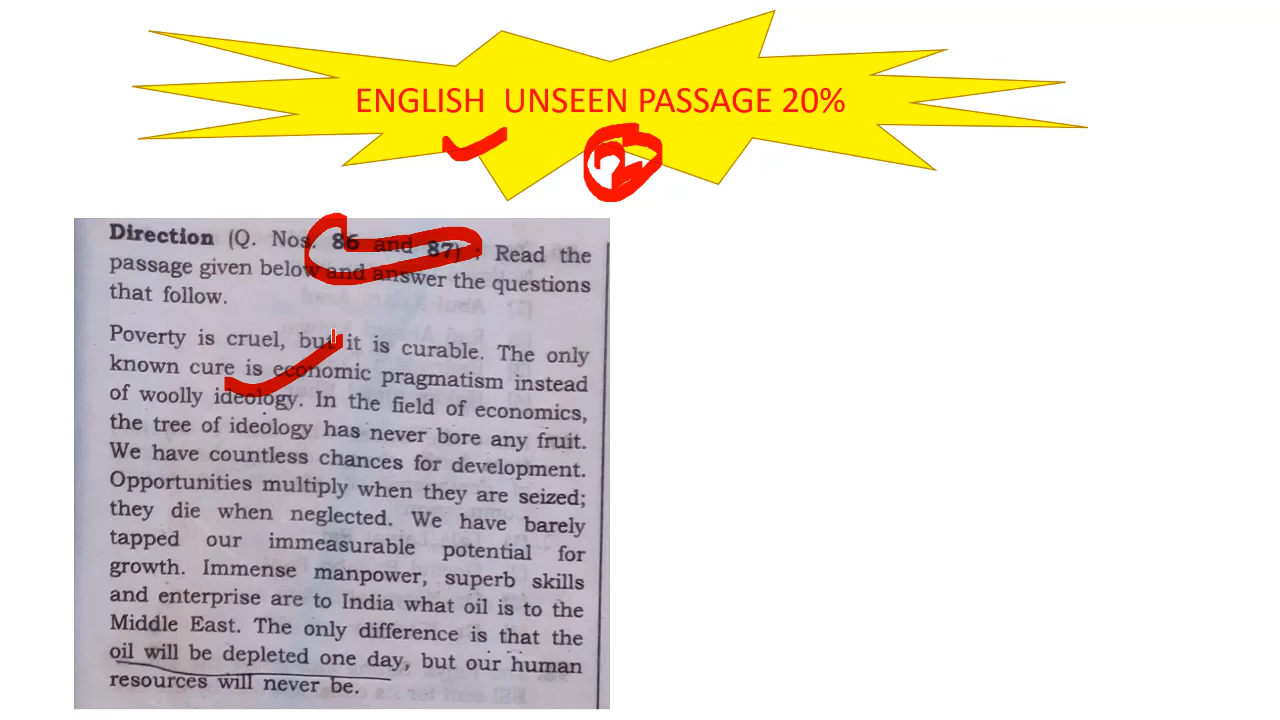 ENGLISH UNSEEN PASSAGE 20%
Direction (Q. Nos. 86 and 87) : Read the
passage given below and answer the questions
that follow.
Poverty is cruel, but it is curable. The only
known cure is economic pragmatism instead
of woolly ideology. In the field of economics,
the tree of ideology has never bore any fruit.
We have countless chances for development.
Opportunities multiply when they are seized;
they die when neglected. We have barely
tapped our immeasurable potential for
growth. Immense manpower, superb skills
and enterprise are to India what oil is to the
Middle East. The only difference is that the
oil will be depleted one day, but our human
resources will never be.